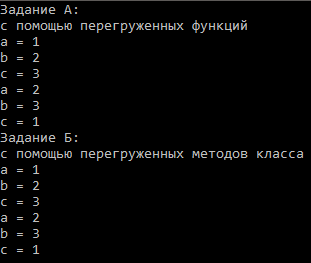 Задание А:
с помощью перегруженных функций
a = 1
b = 2
c = 3
a = 2
b = 3
c = 1
Задание Б:
с помощью перегруженных методов класса
a = 1
b = 2
c = 3
a = 2
b = 3
c = 1